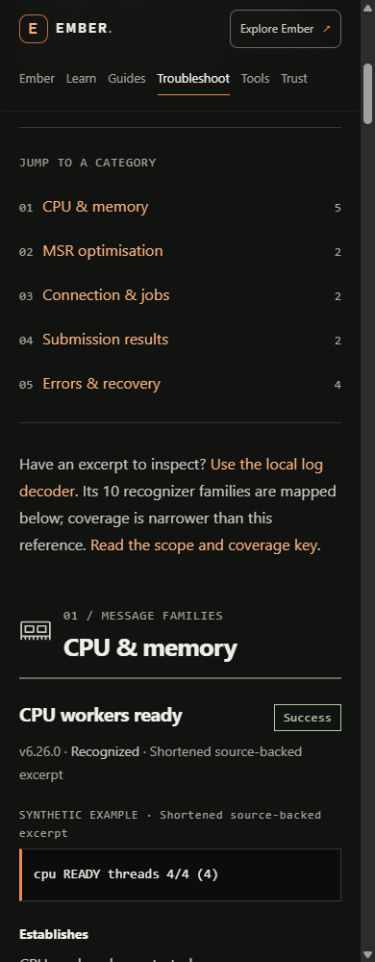 E EMBER.
Explore Ember ↗
Ember Learn Guides Troubleshoot Tools Trust
JUMP TO A CATEGORY
01 CPU & memory 5
02 MSR optimisation 2
03 Connection & jobs 2
04 Submission results 2
05 Errors & recovery 4
Have an excerpt to inspect? Use the local log
decoder. Its 10 recognizer families are mapped
below; coverage is narrower than this
reference. Read the scope and coverage key.
01 / MESSAGE FAMILIES
CPU & memory
CPU workers ready
Success
v6.26.0 · Recognized · Shortened source-backed
excerpt
SYNTHETIC EXAMPLE · Shortened source-backed
excerpt
cpu READY threads 4/4 (4)
Establishes